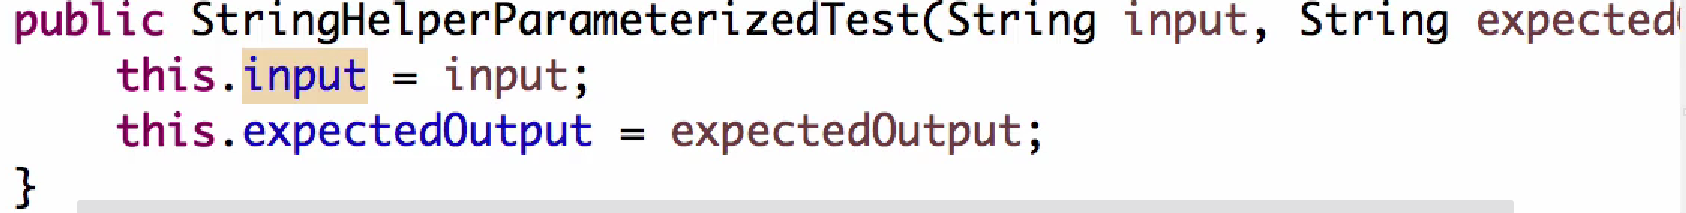 public StringHelperParameterizedTest(String input, String expected
this.input = input;
this.expectedOutput = expectedOutput;
}